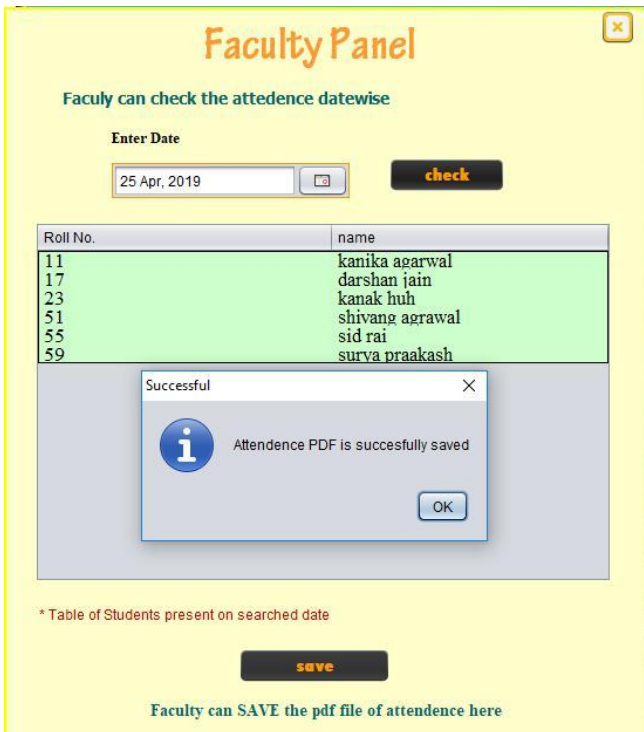 Faculty Panel
Faculy can check the attedence datewise
Enter Date
25 Apr, 2019
check
Roll No. name
11 kanika agarwal
17 darshan jain
23 kanak huh
51 shivang agrawal
55 sid rai
59 surya praakash
Successful
Attendence PDF is succesfully saved
OK
* Table of Students present on searched date
save
Faculty can SAVE the pdf file of attendence here